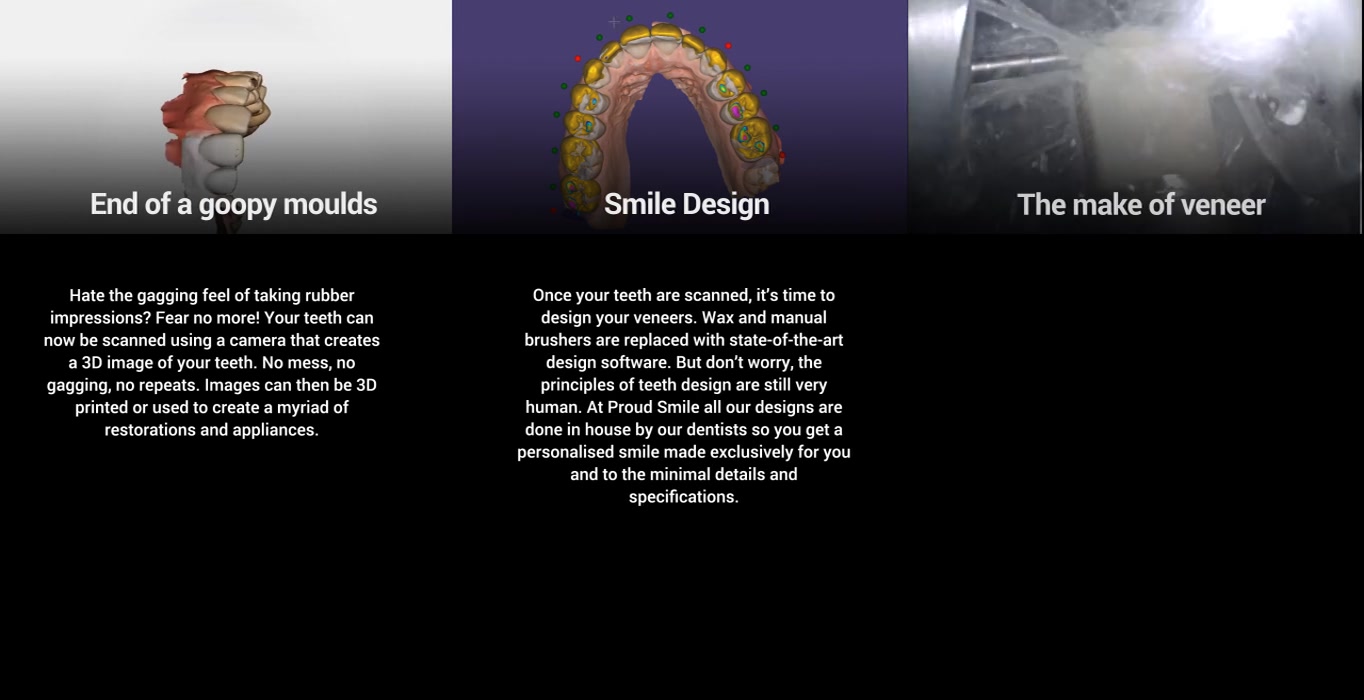 End of a goopy moulds
Smile Design
The make of veneer
Hate the gagging feel of taking rubber
impressions? Fear no more! Your teeth can
now be scanned using a camera that creates
a 3D image of your teeth. No mess, no
gagging, no repeats. Images can then be 3D
printed or used to create a myriad of
restorations and appliances.
Once your teeth are scanned, it’s time to
design your veneers. Wax and manual
brushers are replaced with state-of-the-art
design software. But don’t worry, the
principles of teeth design are still very
human. At Proud Smile all our designs are
done in house by our dentists so you get a
personalised smile made exclusively for you
and to the minimal details and
specifications.